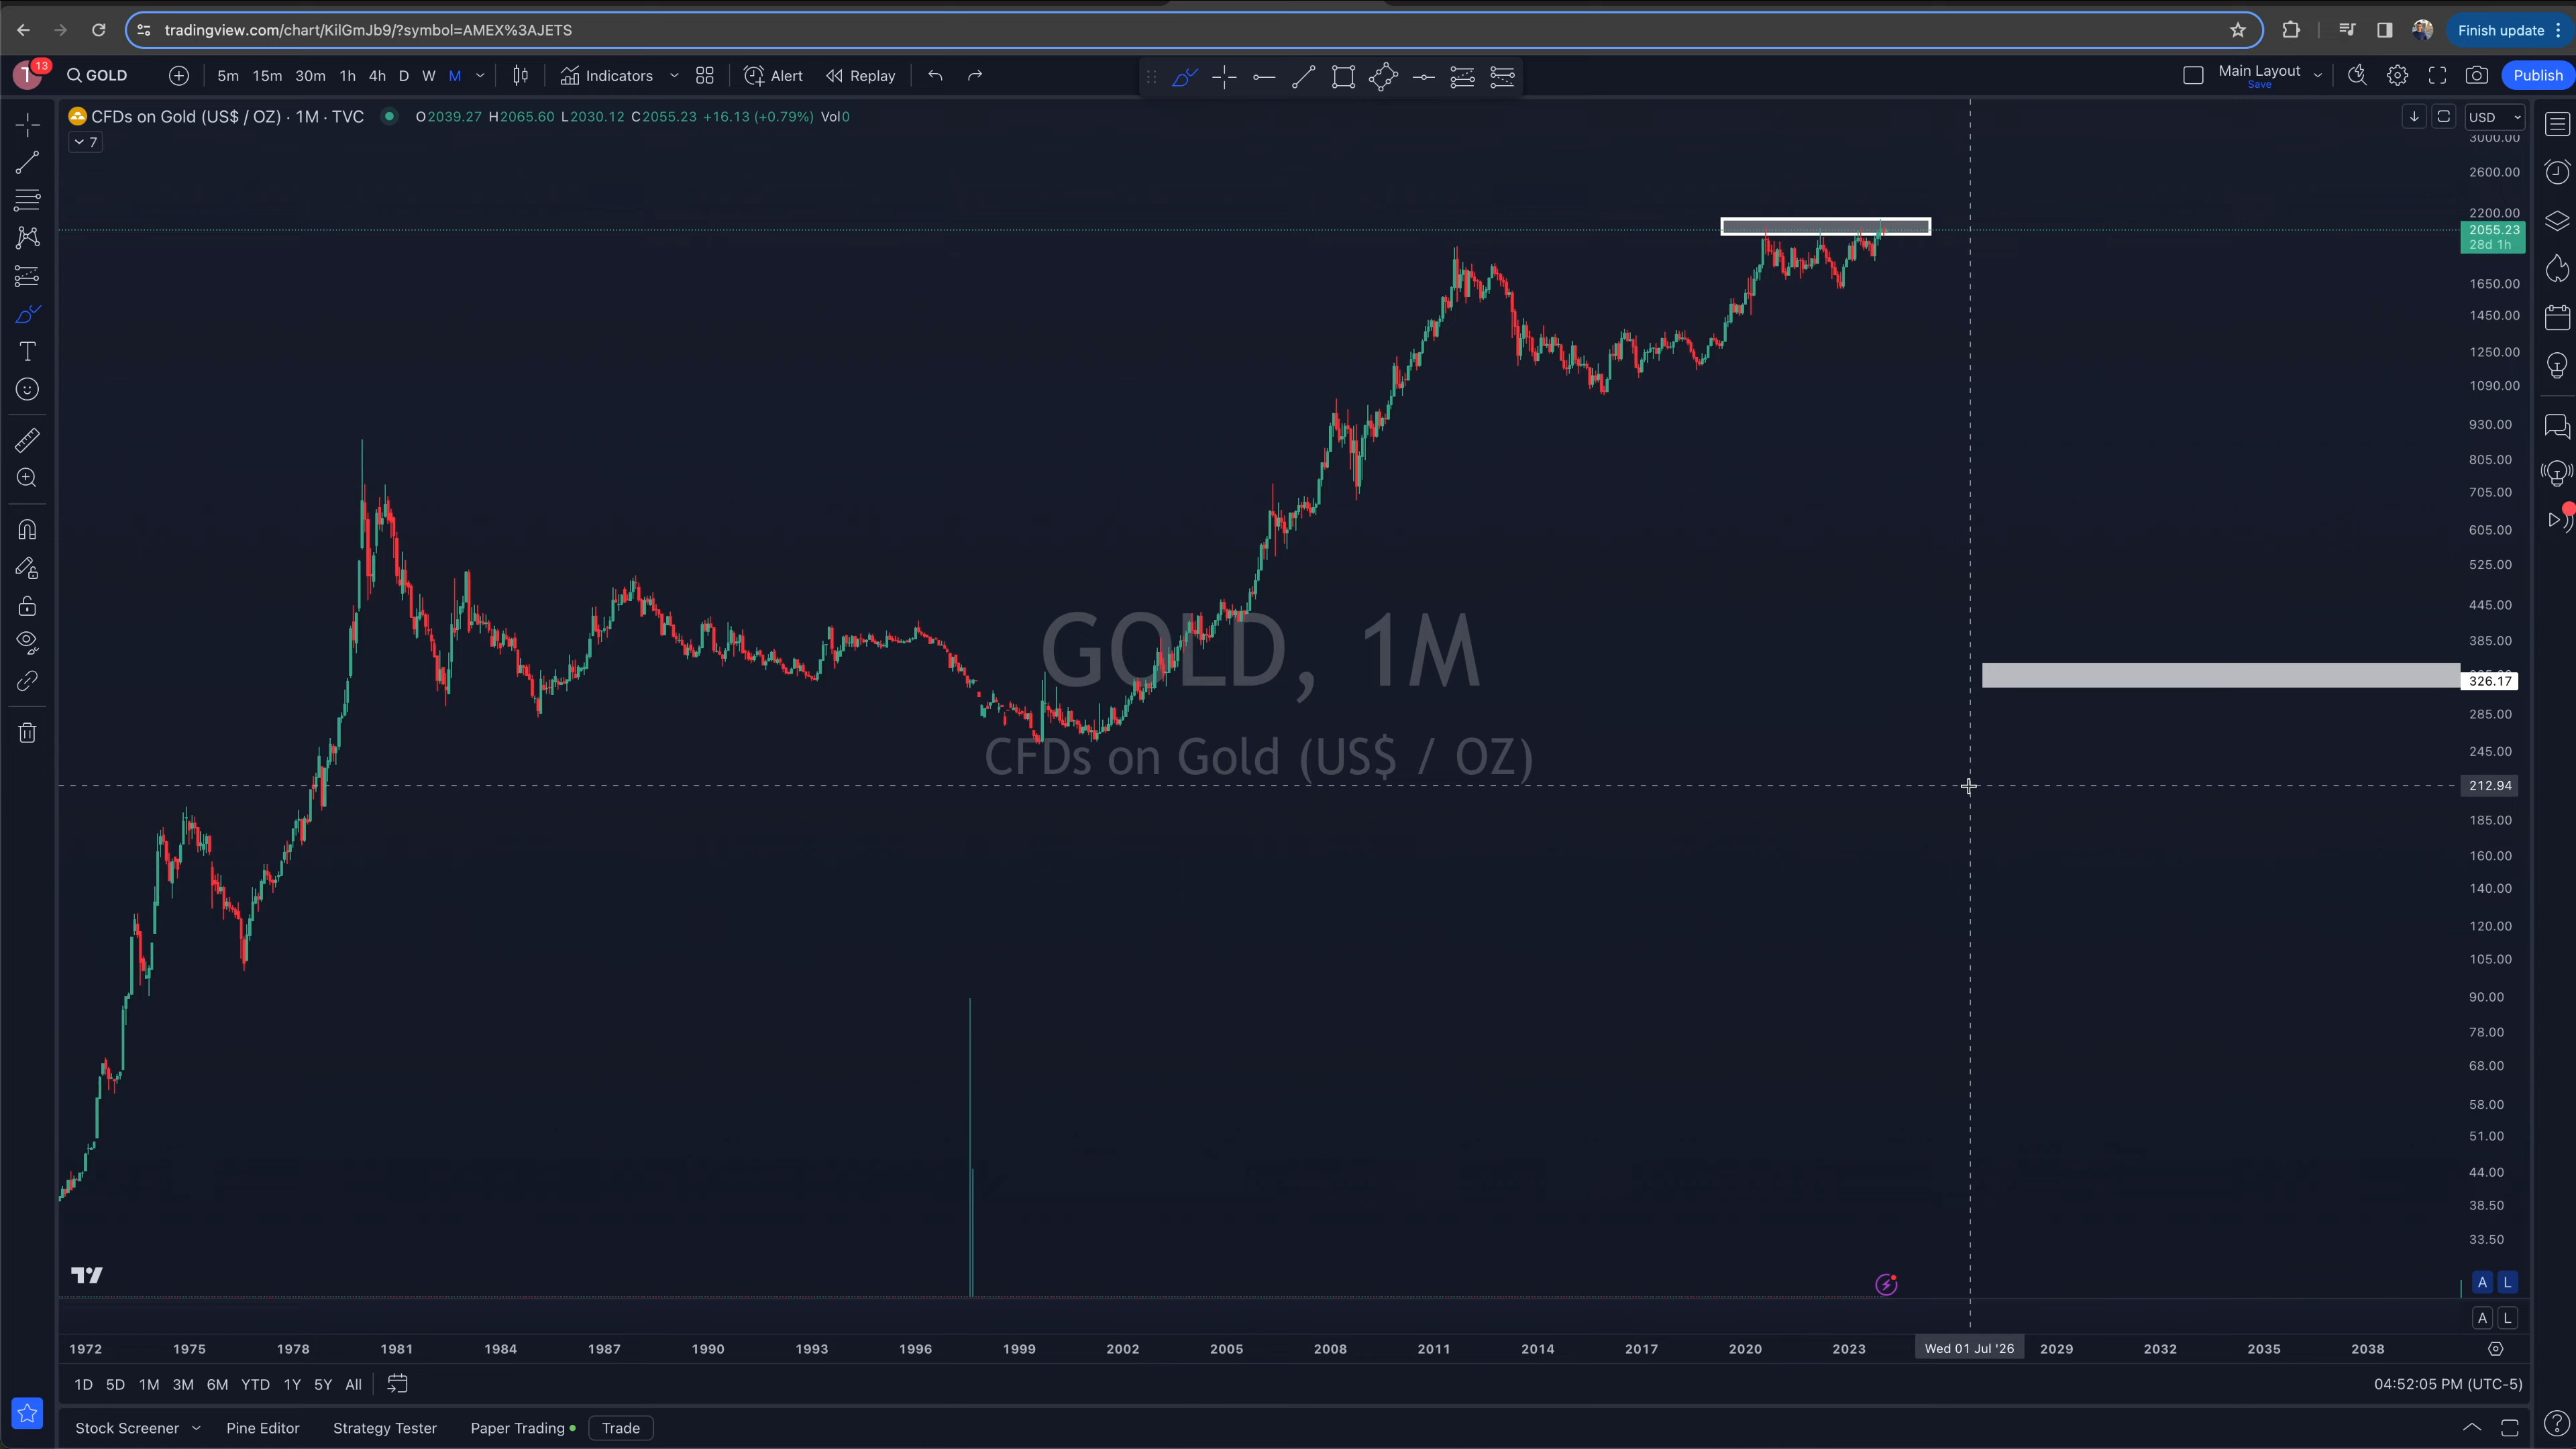 tradingview.com/chart/KilGmJb9/?symbol=AMEX%3AJETS
Finish update
13
GOLD
5m 15m 30m 1h 4h D W M
Indicators
Alert
Replay
Main Layout
Save
Publish
CFDs on Gold (US$ / OZ) · 1M · TVC
O2039.27 H2065.60 L2030.12 C2055.23 +16.13 (+0.79%) Vol0
7
USD
3000.00
2600.00
2200.00
2055.23
28d 1h
1650.00
1450.00
1250.00
1090.00
930.00
805.00
705.00
605.00
525.00
445.00
385.00
326.17
285.00
245.00
212.94
185.00
160.00
140.00
120.00
105.00
90.00
78.00
68.00
58.00
51.00
44.00
38.50
33.50
GOLD, 1M
CFDs on Gold (US$ / OZ)
A L
A L
1972 1975 1978 1981 1984 1987 1990 1993 1996 1999 2002 2005 2008 2011 2014 2017 2020 2023 Wed 01 Jul '26 2029 2032 2035 2038
1D 5D 1M 3M 6M YTD 1Y 5Y All
04:52:05 PM (UTC-5)
Stock Screener
Pine Editor
Strategy Tester
Paper Trading
Trade